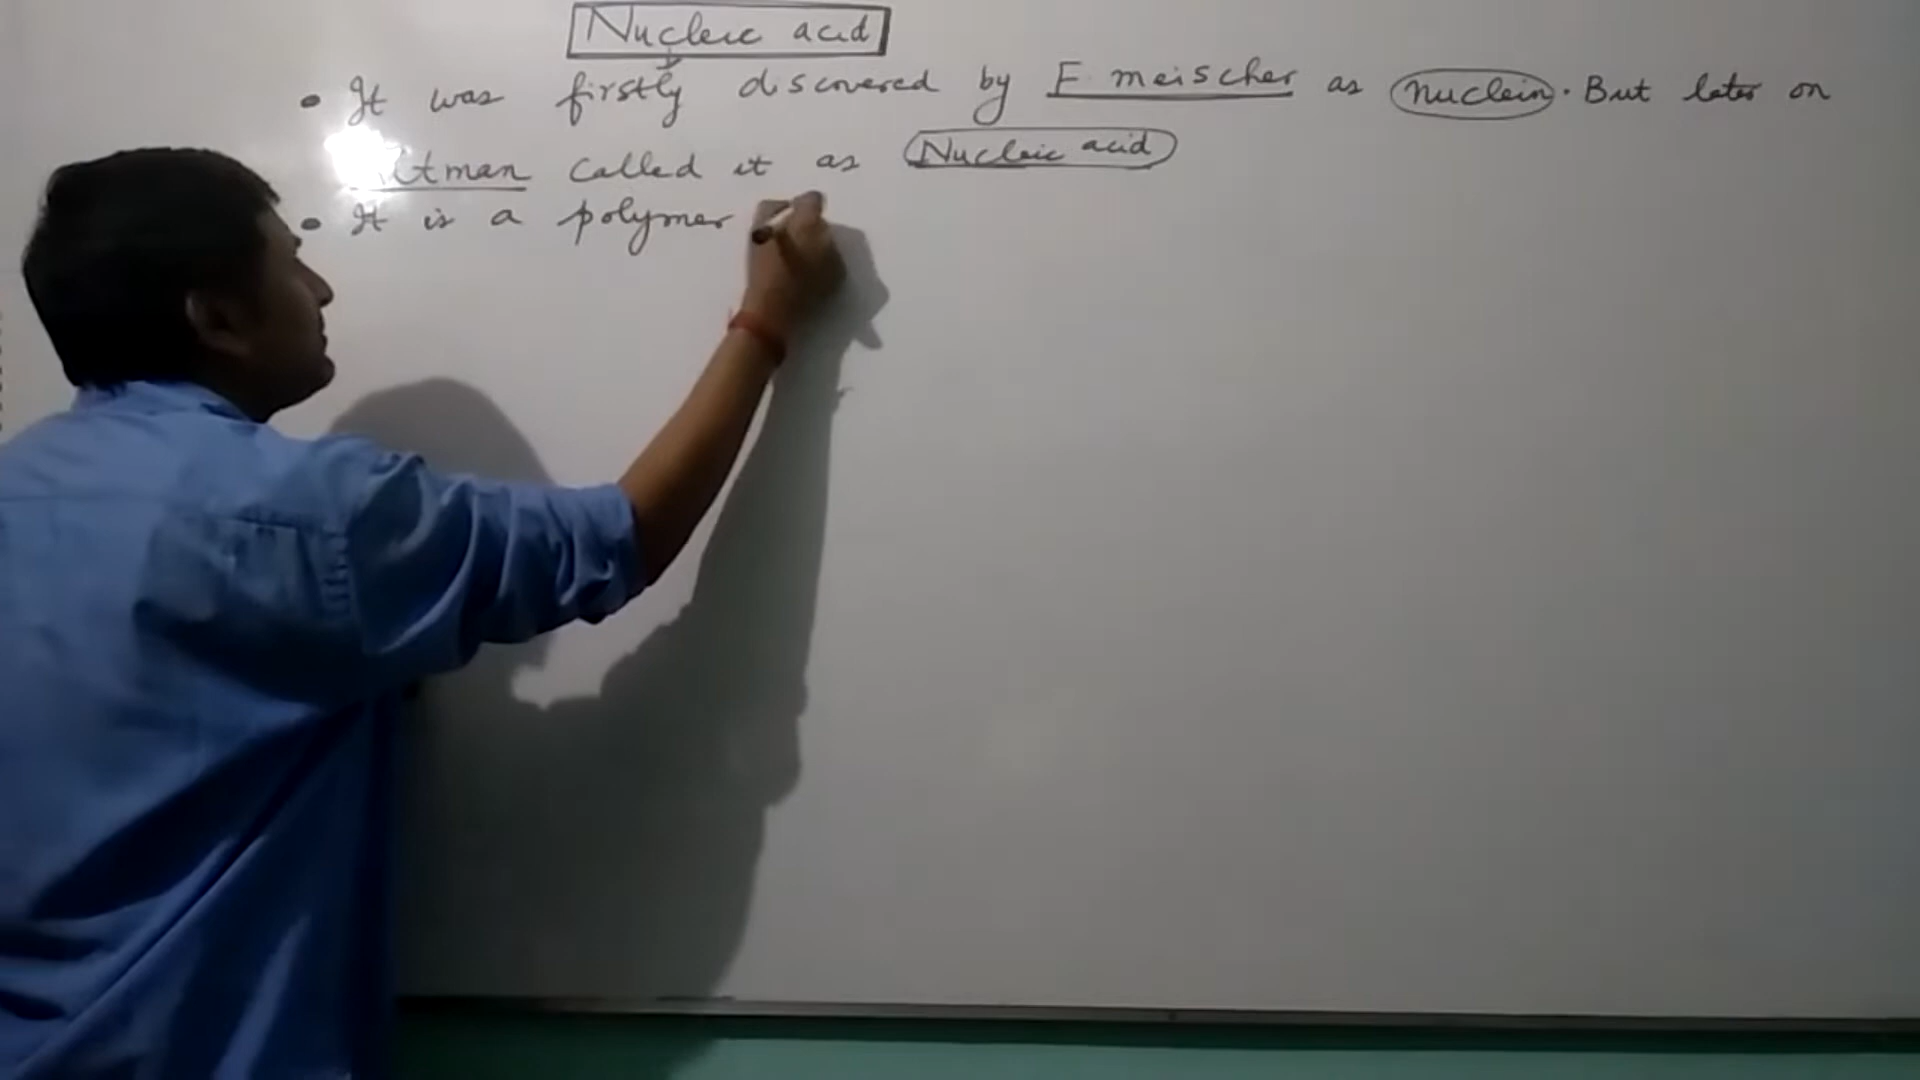 Nucleic acid
• It was firstly discovered by F. meischer as nuclein. But later on
ltman called it as Nucleic acid
• It is a polymer